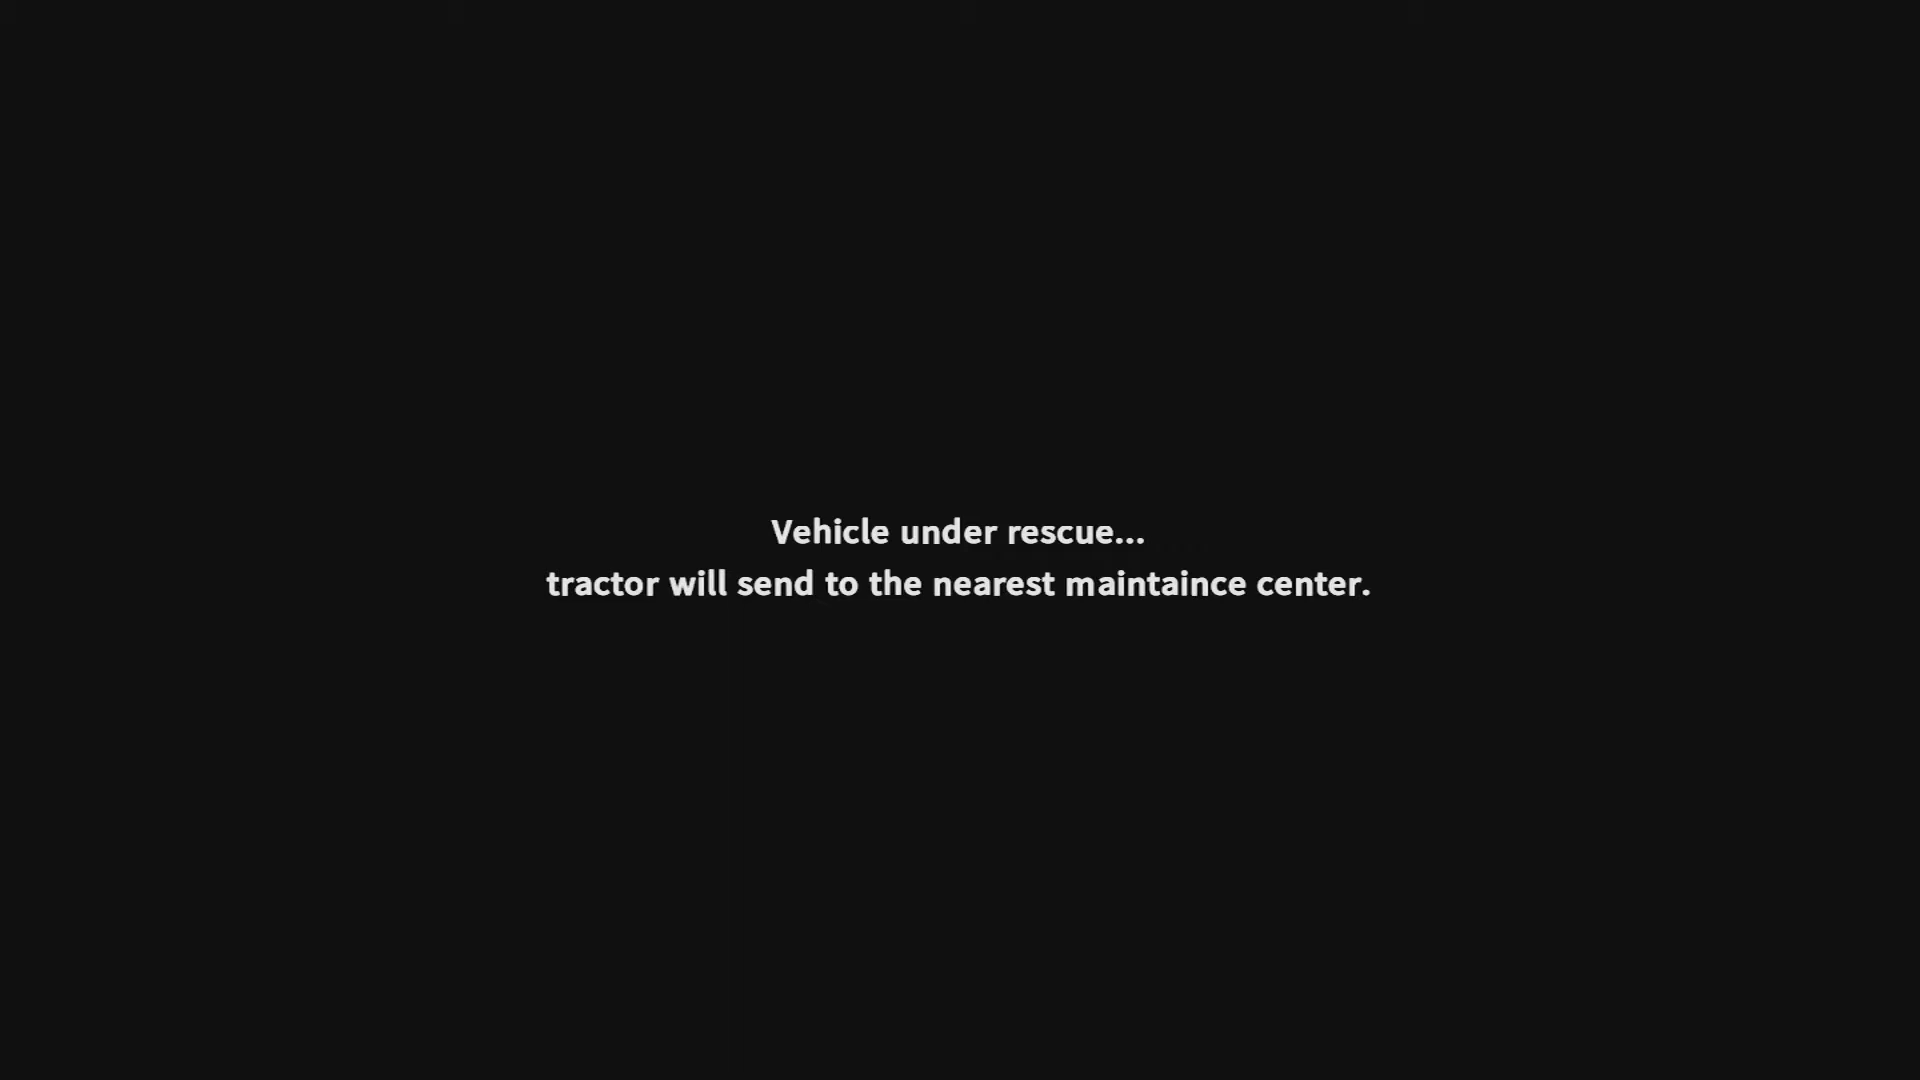 Vehicle under rescue...
tractor will send to the nearest maintaince center.